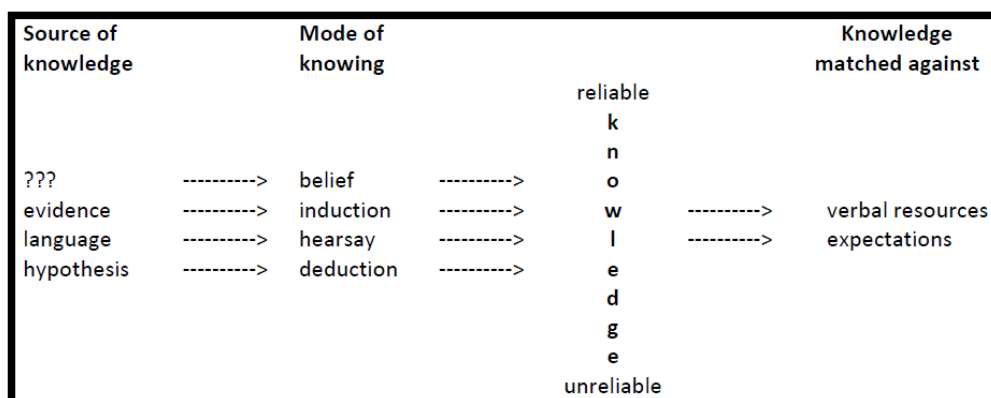 Source of knowledge Mode of knowing Knowledge matched against
reliable
k
n
??? ----------> belief ----------> o
evidence ----------> induction ----------> w ----------> verbal resources
language ----------> hearsay ----------> l ----------> expectations
hypothesis ----------> deduction ----------> e
d
g
e
unreliable